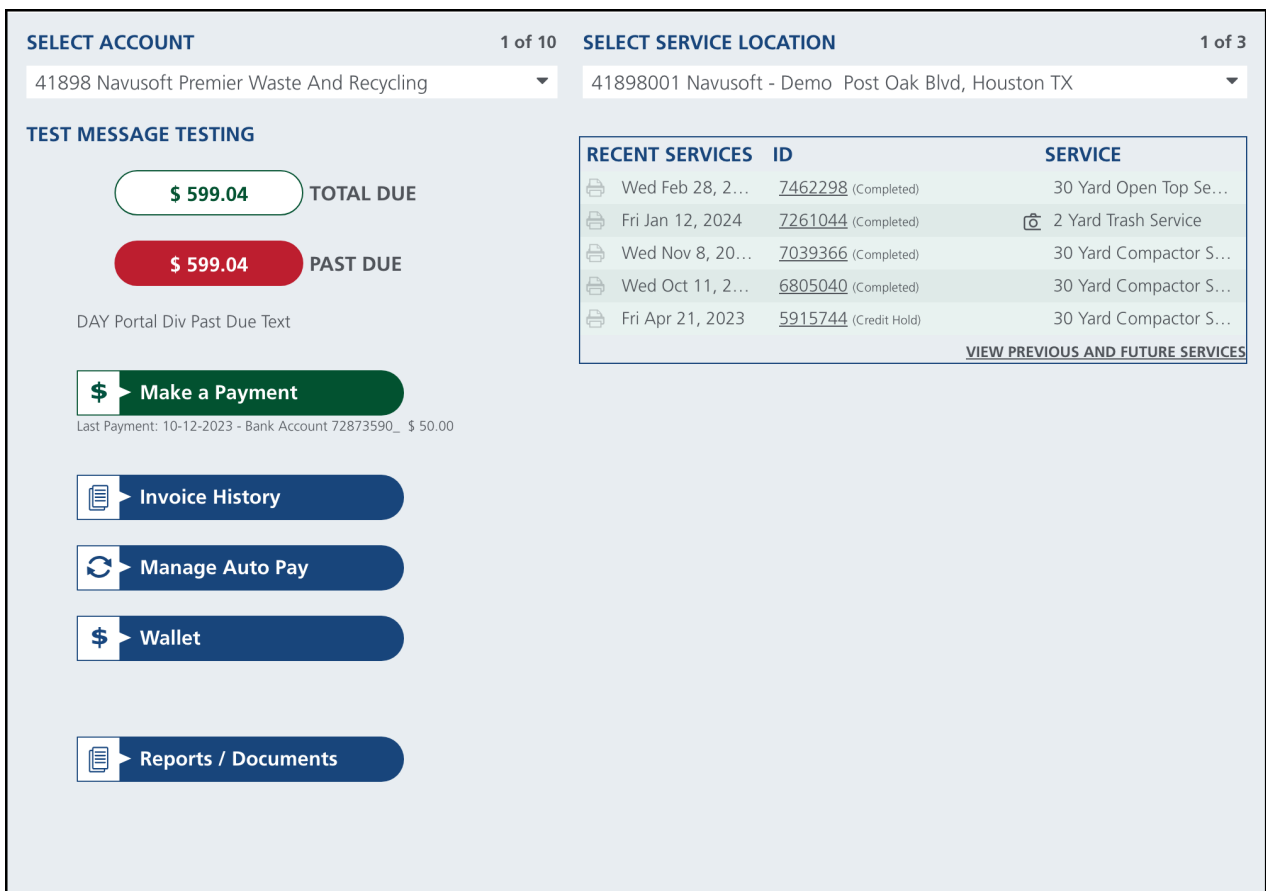 SELECT ACCOUNT 1 of 10
41898 Navusoft Premier Waste And Recycling
TEST MESSAGE TESTING
$ 599.04 TOTAL DUE
$ 599.04 PAST DUE
DAY Portal Div Past Due Text
$ Make a Payment
Last Payment: 10-12-2023 - Bank Account 72873590_ $ 50.00
Invoice History
Manage Auto Pay
$ Wallet
Reports / Documents
SELECT SERVICE LOCATION 1 of 3
41898001 Navusoft - Demo Post Oak Blvd, Houston TX
RECENT SERVICES ID SERVICE
Wed Feb 28, 2... 7462298 (Completed) 30 Yard Open Top Se...
Fri Jan 12, 2024 7261044 (Completed) 2 Yard Trash Service
Wed Nov 8, 20... 7039366 (Completed) 30 Yard Compactor S...
Wed Oct 11, 2... 6805040 (Completed) 30 Yard Compactor S...
Fri Apr 21, 2023 5915744 (Credit Hold) 30 Yard Compactor S...
VIEW PREVIOUS AND FUTURE SERVICES